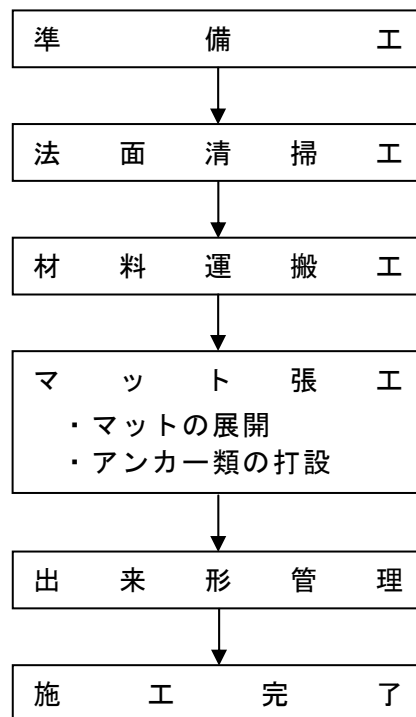 準備工
法面清掃工
材料運搬工
マット張工
・マットの展開
・アンカー類の打設
出来形管理
施工完了